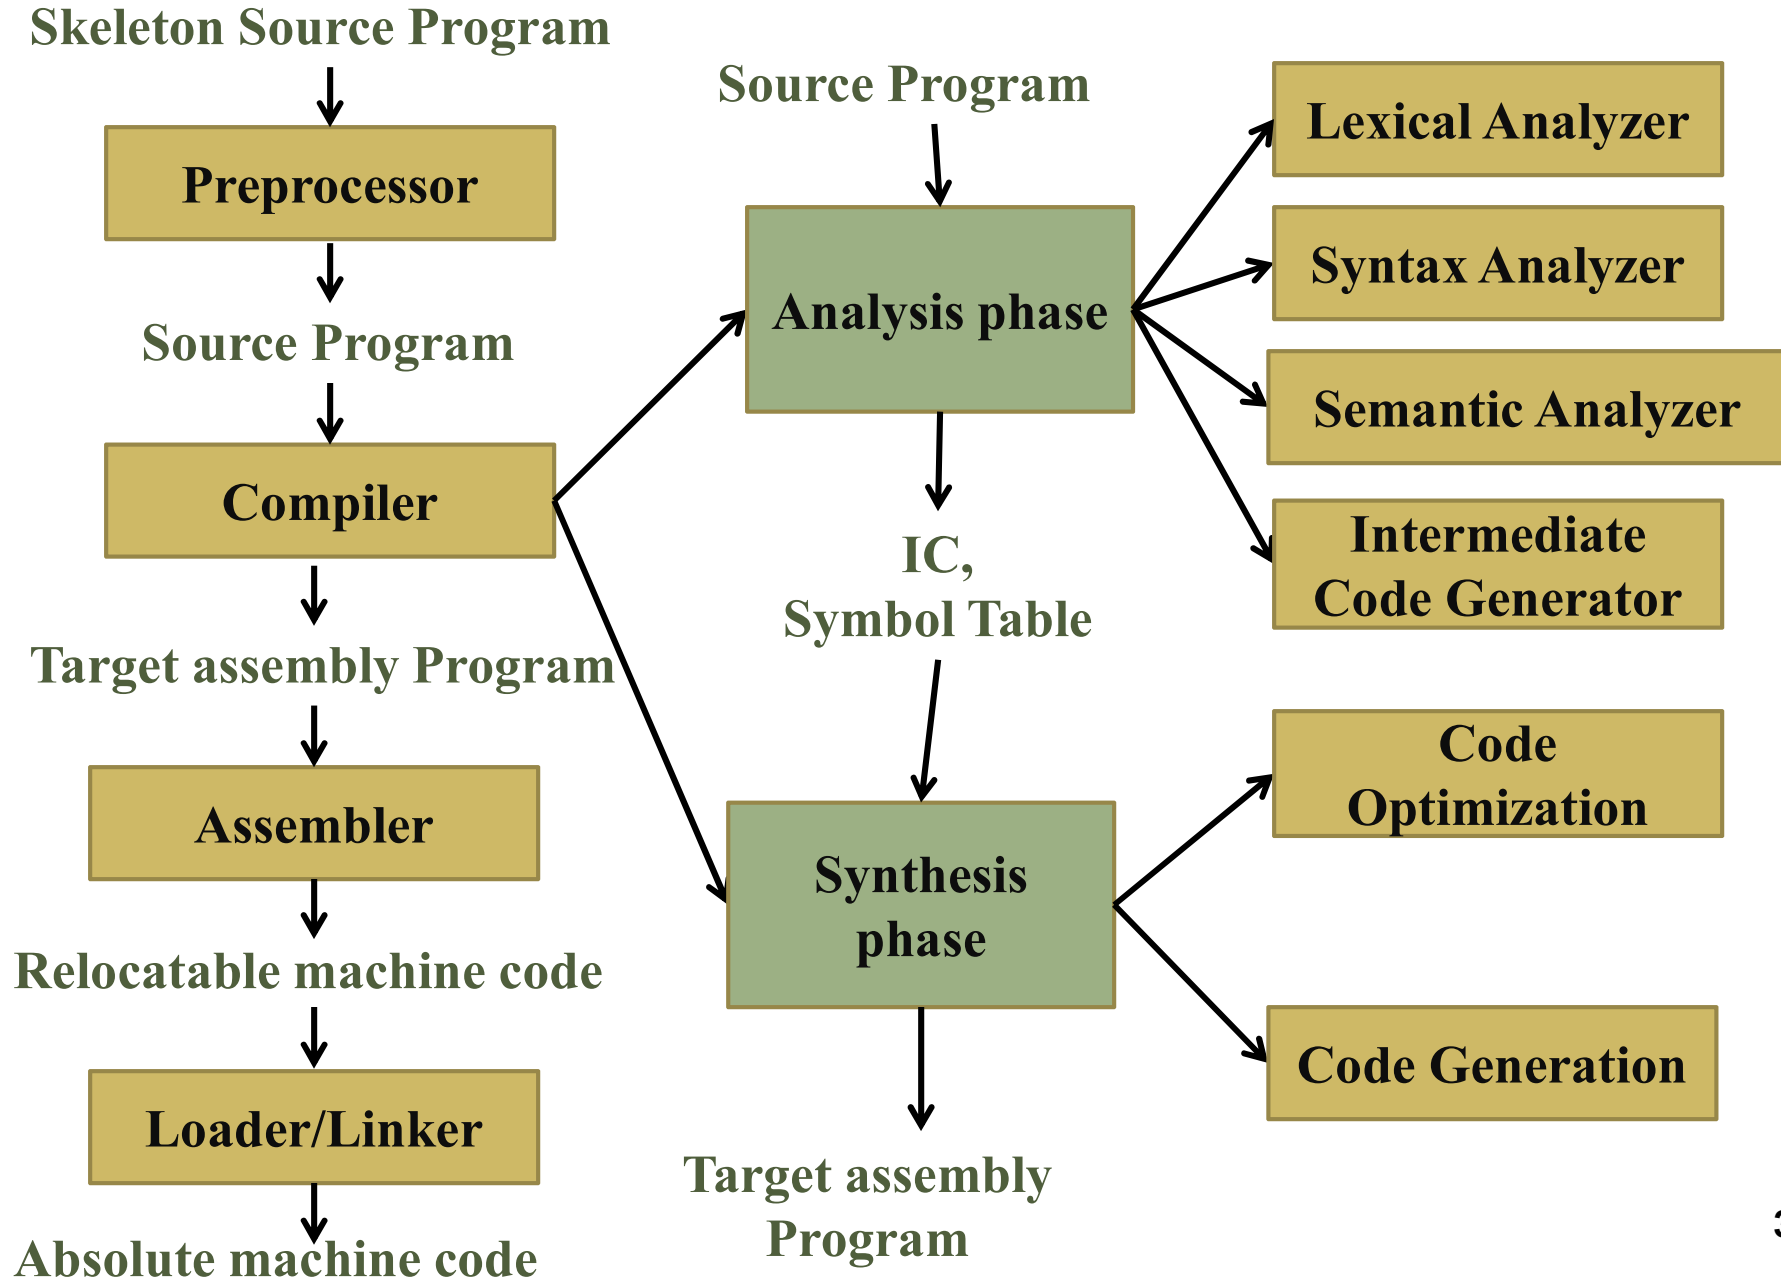 Skeleton Source Program
Preprocessor
Source Program
Compiler
Target assembly Program
Assembler
Relocatable machine code
Loader/Linker
Absolute machine code
Source Program
Analysis phase
IC,
Symbol Table
Synthesis
phase
Target assembly
Program
Lexical Analyzer
Syntax Analyzer
Semantic Analyzer
Intermediate
Code Generator
Code
Optimization
Code Generation